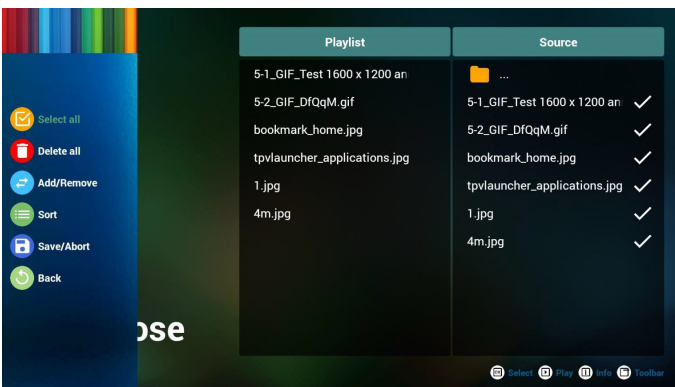 Select all
Delete all
Add/Remove
Sort
Save/Abort
Back
ose
Playlist
5-1_GIF_Test 1600 x 1200 an
5-2_GIF_DfQqM.gif
bookmark_home.jpg
tpvlauncher_applications.jpg
1.jpg
4m.jpg
Source
...
5-1_GIF_Test 1600 x 1200 an
5-2_GIF_DfQqM.gif
bookmark_home.jpg
tpvlauncher_applications.jpg
1.jpg
4m.jpg
Select Play Info Toolbar